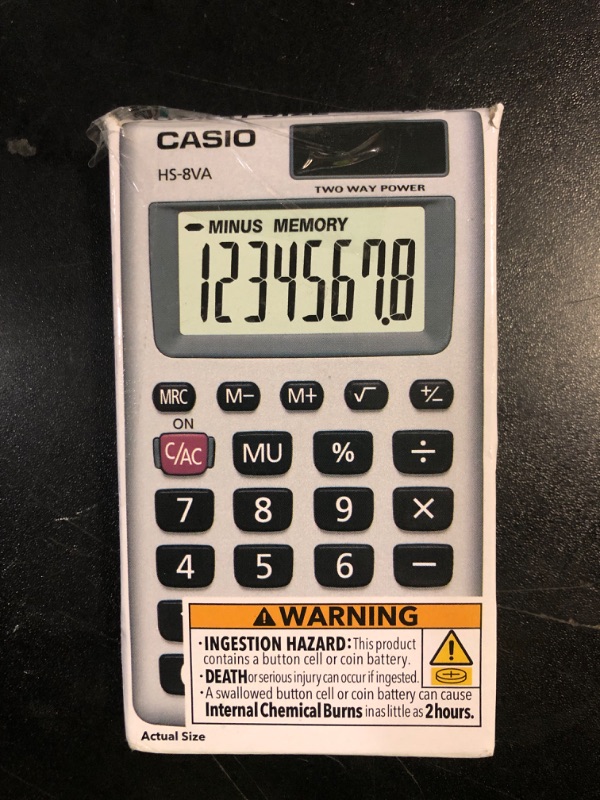 CASIO
HS-8VA
TWO WAY POWER
MINUS MEMORY
1234567.8
MRC M− M+ √ +/−
ON
C/AC MU % ÷
7 8 9 ×
4 5 6 −
⚠WARNING
·INGESTION HAZARD: This product
contains a button cell or coin battery.
·DEATH or serious injury can occur if ingested.
·A swallowed button cell or coin battery can cause
Internal Chemical Burns in as little as 2 hours.
Actual Size